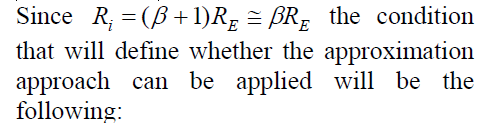 Since R_i = (β + 1)R_E ≅ βR_E the condition
that will define whether the approximation
approach can be applied will be the
following: